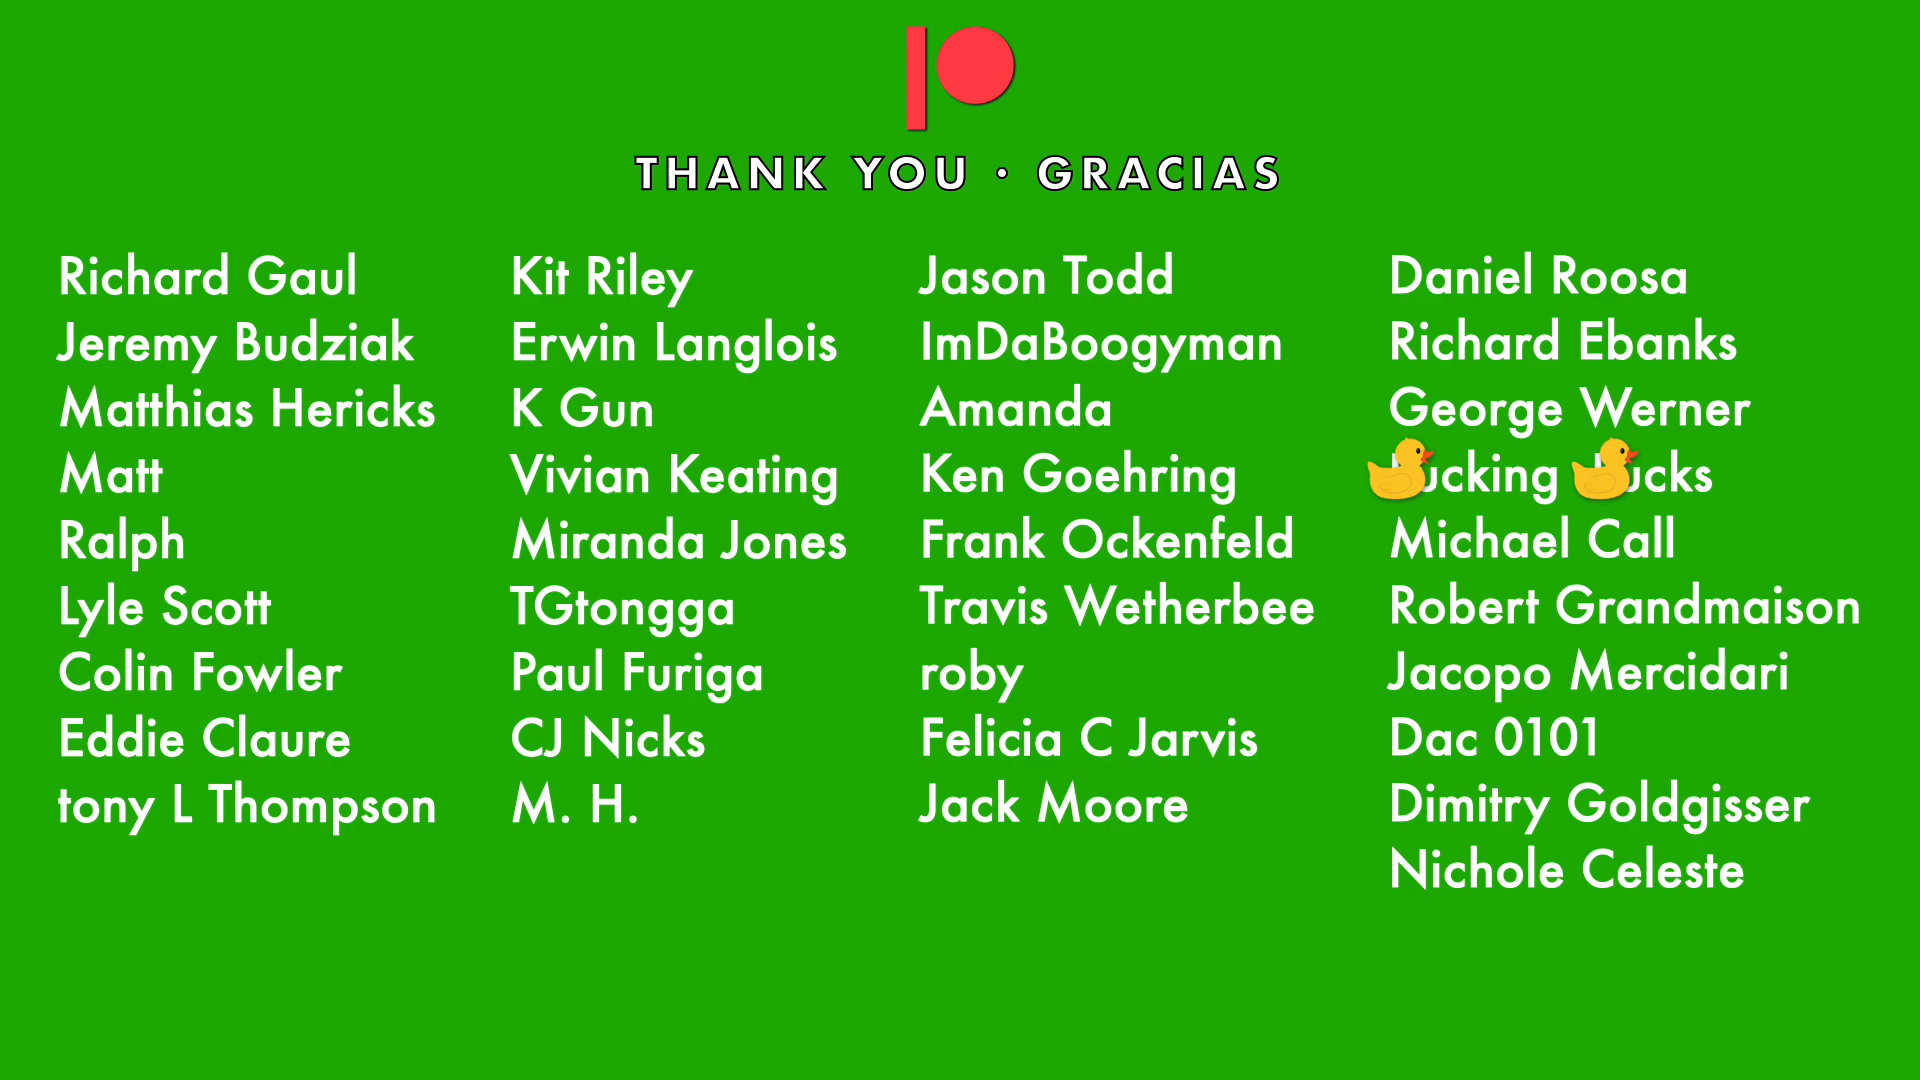 THANK YOU · GRACIAS
Richard Gaul
Jeremy Budziak
Matthias Hericks
Matt
Ralph
Lyle Scott
Colin Fowler
Eddie Claure
tony L Thompson
Kit Riley
Erwin Langlois
K Gun
Vivian Keating
Miranda Jones
TGtongga
Paul Furiga
CJ Nicks
M. H.
Jason Todd
ImDaBoogyman
Amanda
Ken Goehring
Frank Ockenfeld
Travis Wetherbee
roby
Felicia C Jarvis
Jack Moore
Daniel Roosa
Richard Ebanks
George Werner
ucking ucks
Michael Call
Robert Grandmaison
Jacopo Mercidari
Dac 0101
Dimitry Goldgisser
Nichole Celeste